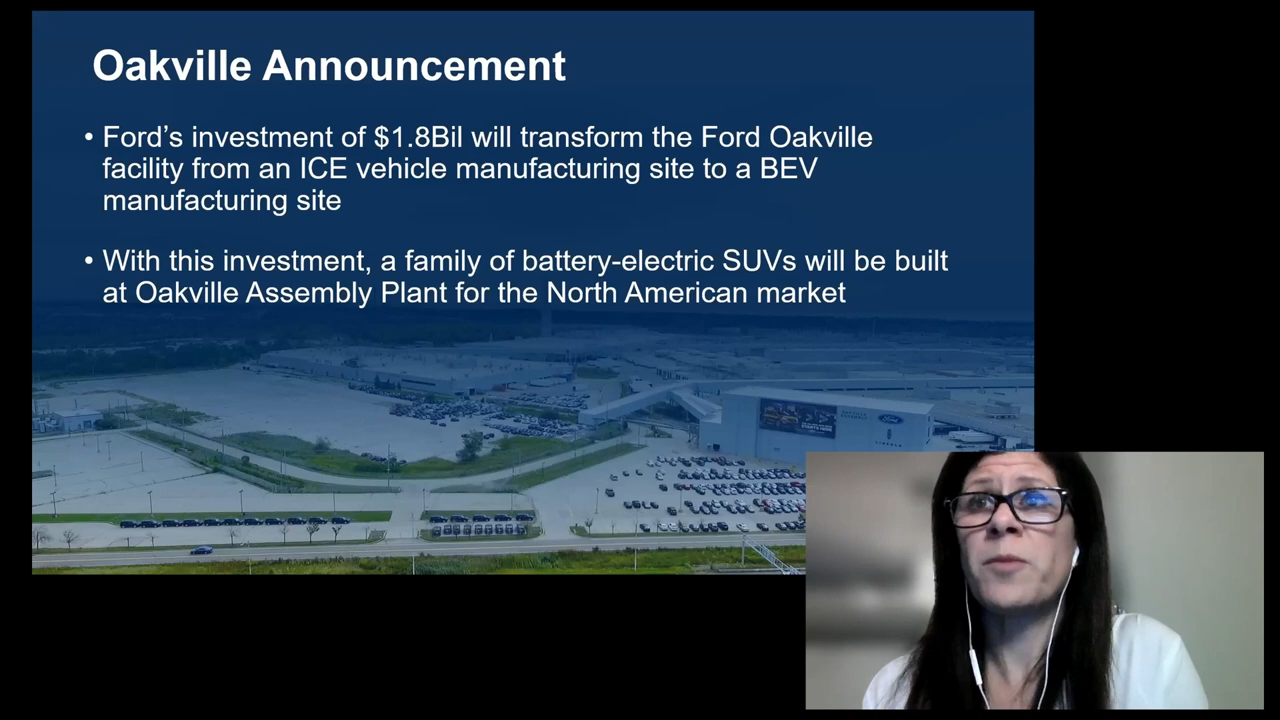 Oakville Announcement
• Ford's investment of $1.8Bil will transform the Ford Oakville
facility from an ICE vehicle manufacturing site to a BEV
manufacturing site
• With this investment, a family of battery-electric SUVs will be built
at Oakville Assembly Plant for the North American market
Ford
LINCOLN